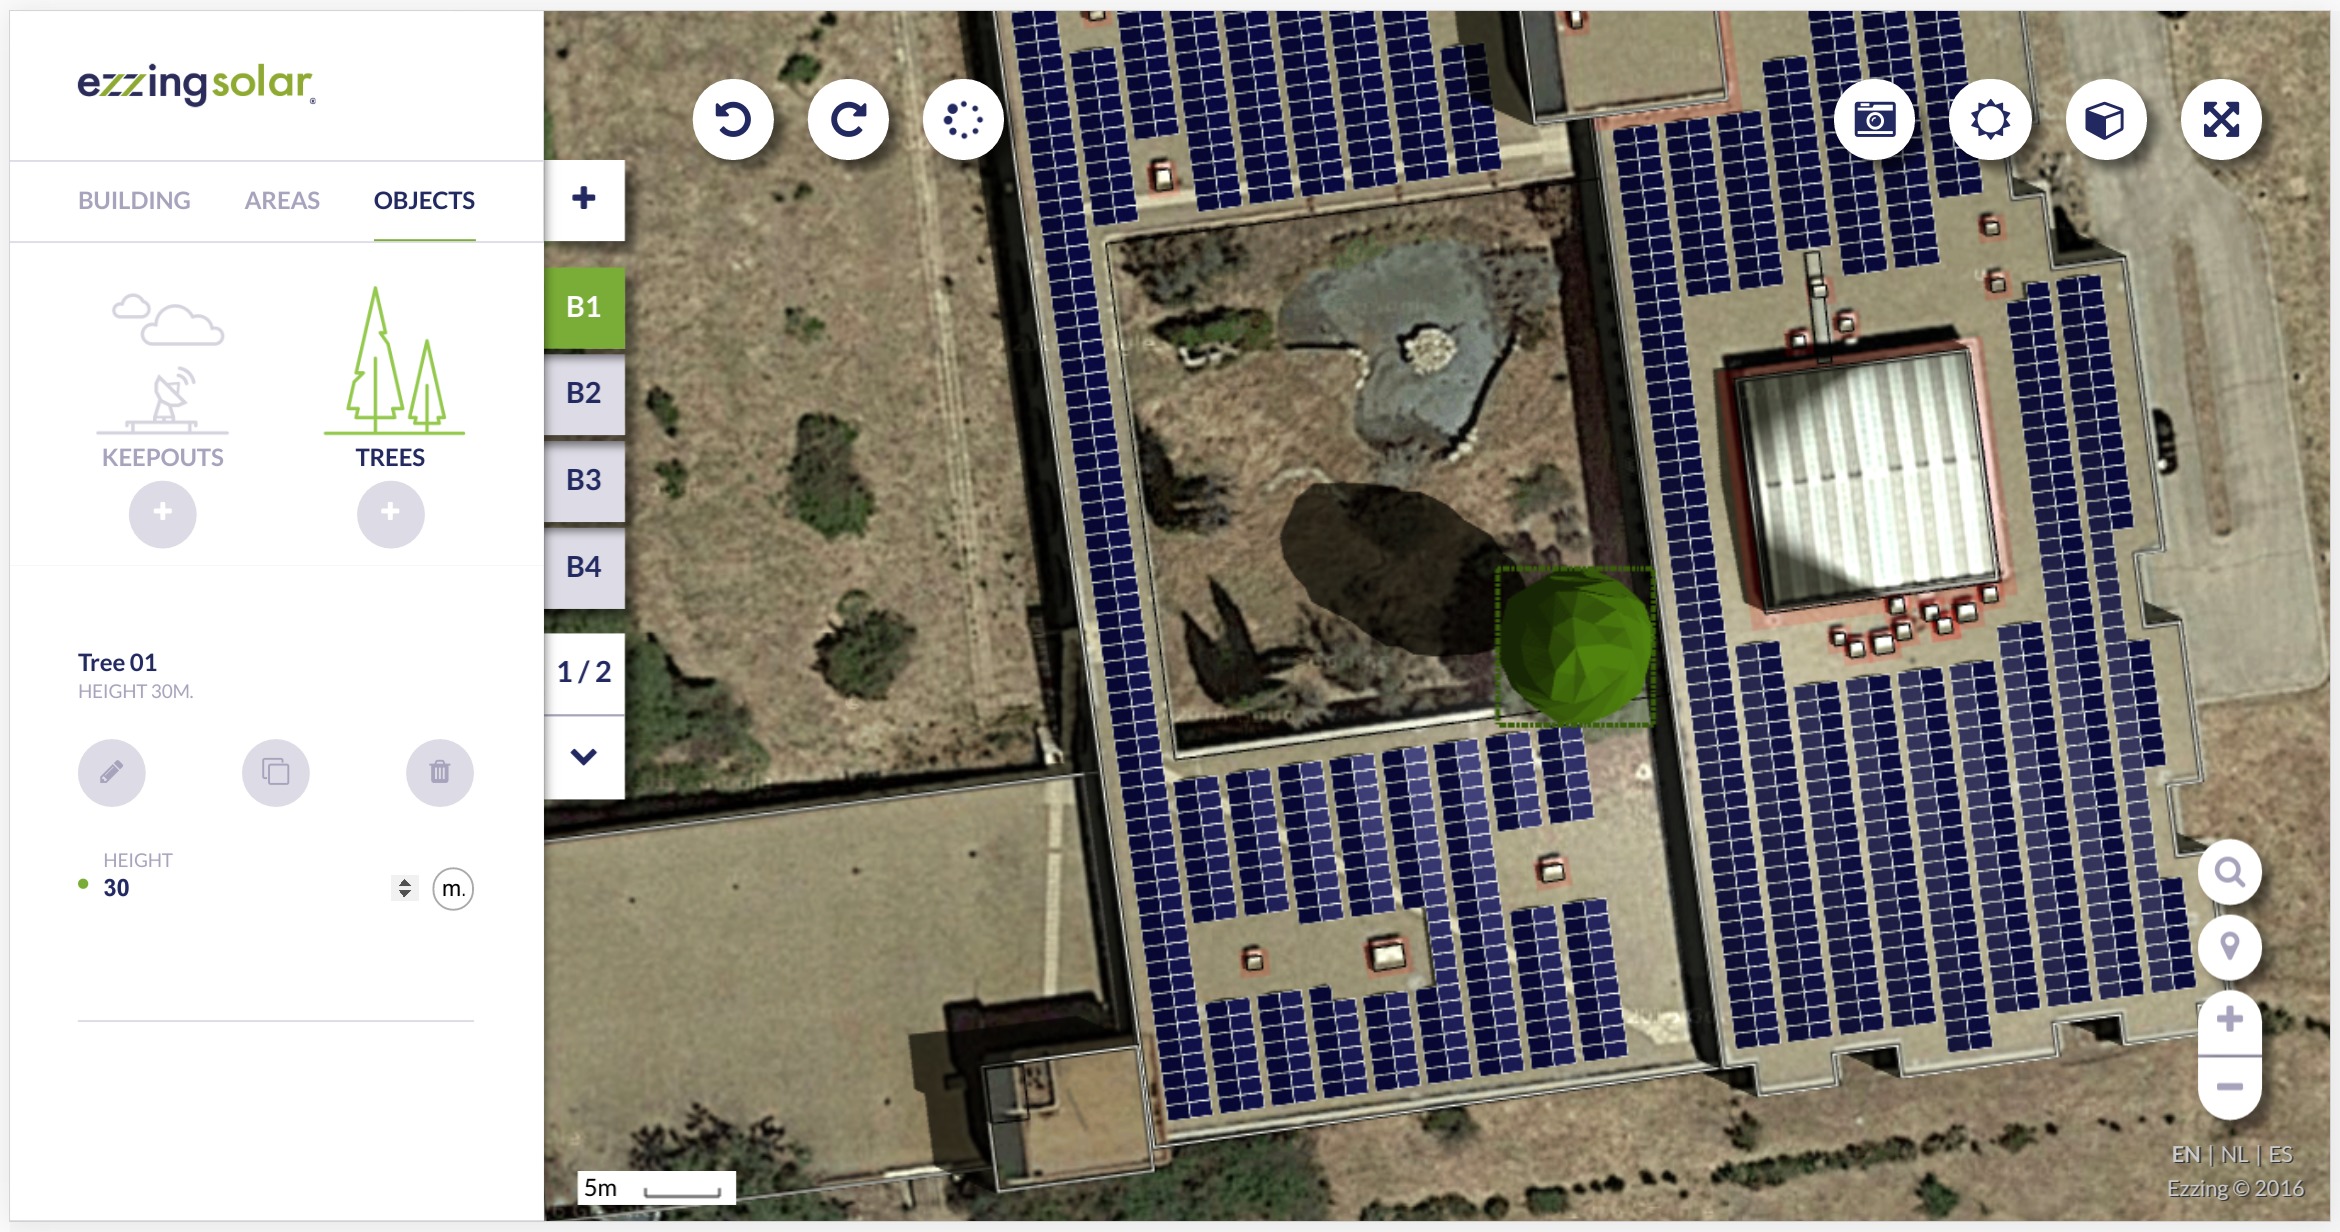 ezzingsolar
BUILDING AREAS OBJECTS
KEEPOUTS
TREES
Tree 01
HEIGHT 30M.
HEIGHT
30
m.
B1
B2
B3
B4
1 / 2
5m
EN | NL | ES
Ezzing © 2016